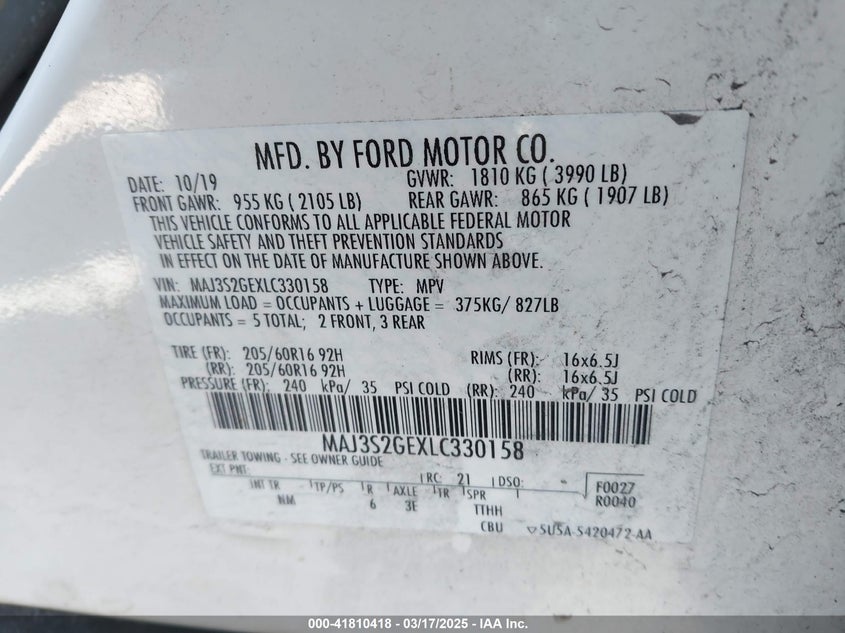 MFD. BY FORD MOTOR CO.
DATE: 10/19 GVWR: 1810 KG ( 3990 LB)
FRONT GAWR: 955 KG ( 2105 LB) REAR GAWR: 865 KG ( 1907 LB)
THIS VEHICLE CONFORMS TO ALL APPLICABLE FEDERAL MOTOR
VEHICLE SAFETY AND THEFT PREVENTION STANDARDS
IN EFFECT ON THE DATE OF MANUFACTURE SHOWN ABOVE.
VIN: MAJ3S2GEXLC330158 TYPE: MPV
MAXIMUM LOAD = OCCUPANTS + LUGGAGE = 375KG/ 827LB
OCCUPANTS = 5 TOTAL; 2 FRONT, 3 REAR
TIRE (FR): 205/60R16 92H RIMS (FR): 16x6.5J
(RR): 205/60R16 92H (RR): 16x6.5J
PRESSURE (FR): 240 kPa/ 35 PSI COLD (RR): 240 kPa/ 35 PSI COLD
MAJ3S2GEXLC330158
TRAILER TOWING - SEE OWNER GUIDE
EXT PNT: RC: 21 DSO: F0027
INT TR TP/PS R AXLE TR SPR R0040
NM 6 3E TTHH
CBU 5U5A-5420472-AA
000-41810418 - 03/17/2025 - IAA Inc.